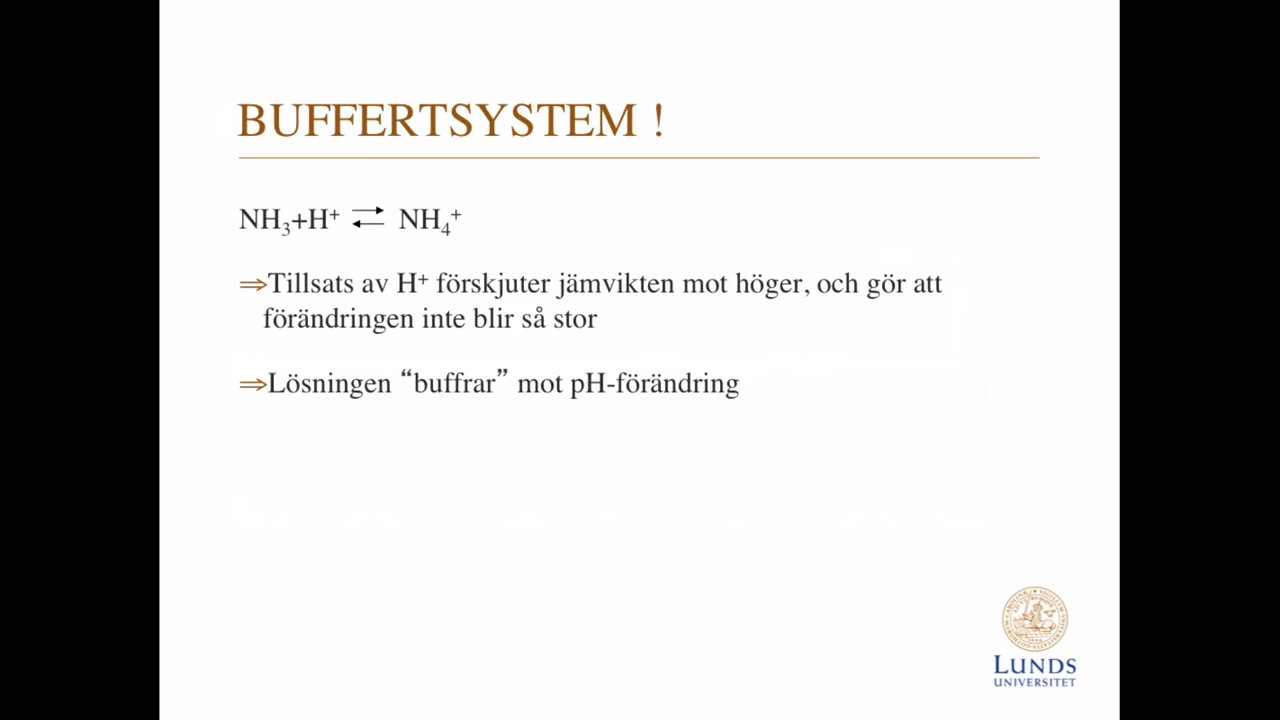 BUFFERTSYSTEM !
NH₃+H⁺ ⇄ NH₄⁺
⇒Tillsats av H⁺ förskjuter jämvikten mot höger, och gör att
förändringen inte blir så stor
⇒Lösningen “buffrar” mot pH-förändring
LUNDS
UNIVERSITET